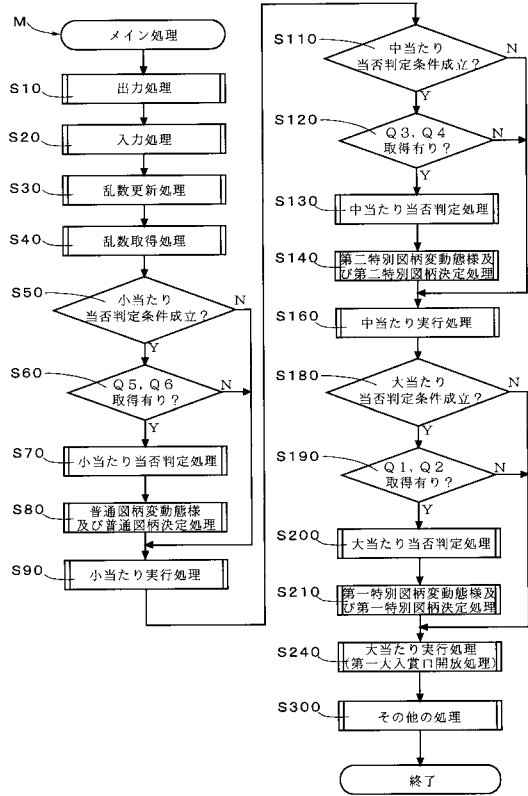 M
メイン処理
S10
出力処理
S20
入力処理
S30
乱数更新処理
S40
乱数取得処理
S50
小当たり
当否判定条件成立？
N
Y
S60
Q5,Q6
取得有り？
N
Y
S70
小当たり当否判定処理
S80
普通図柄変動態様
及び普通図柄決定処理
S90
小当たり実行処理
S110
中当たり
当否判定条件成立？
N
Y
S120
Q3,Q4
取得有り？
N
Y
S130
中当たり当否判定処理
S140
第二特別図柄変動態様及
び第二特別図柄決定処理
S160
中当たり実行処理
S180
大当たり
当否判定条件成立？
N
Y
S190
Q1,Q2
取得有り？
N
Y
S200
大当たり当否判定処理
S210
第一特別図柄変動態様及
び第一特別図柄決定処理
S240
大当たり実行処理
(第一大入賞口開放処理)
S300
その他の処理
終了